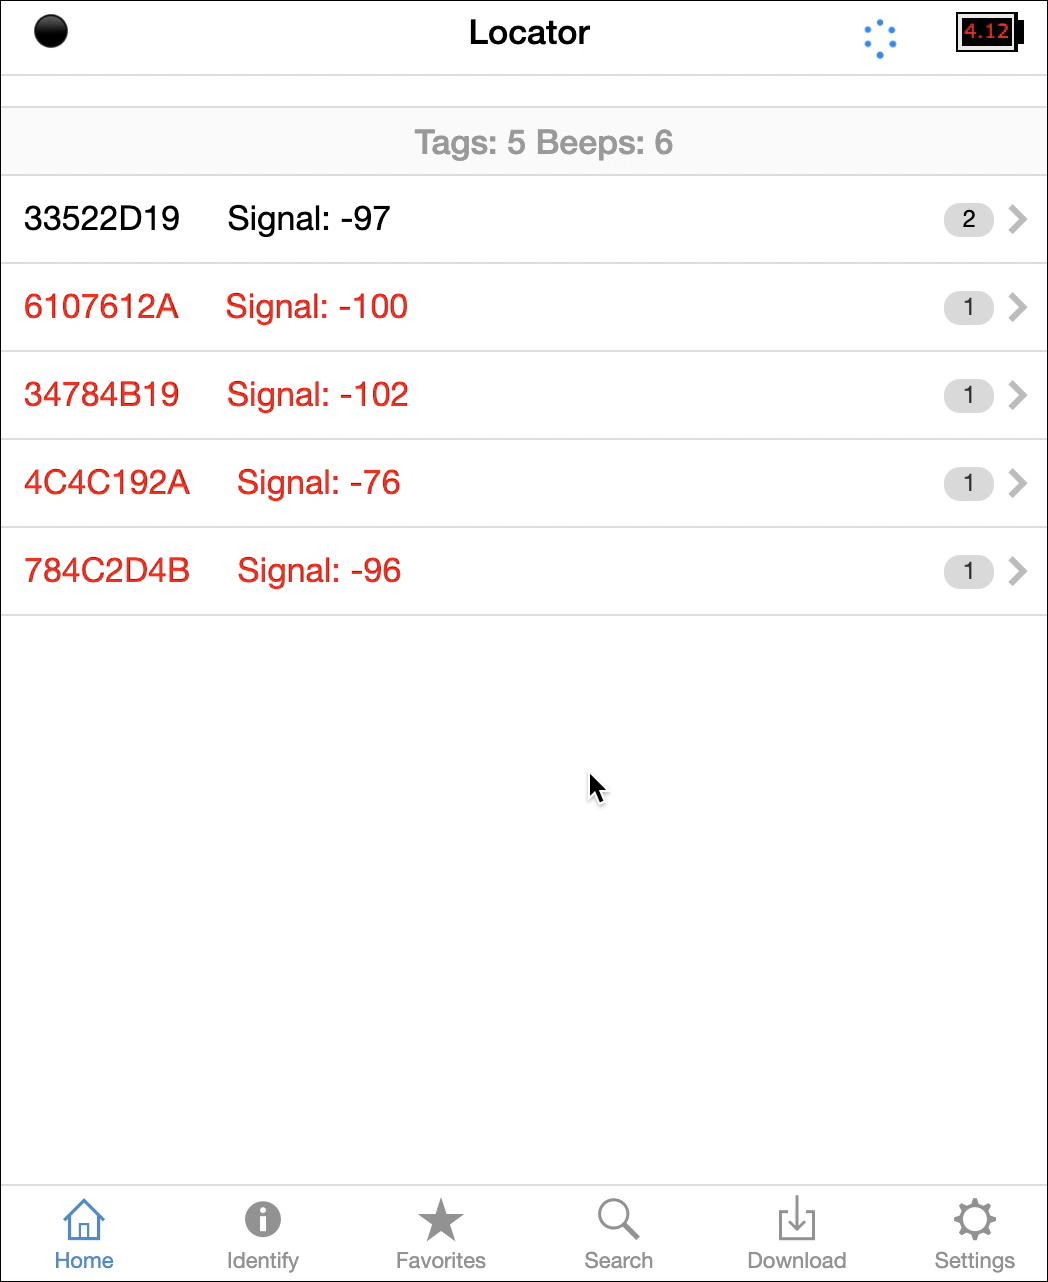 Locator
4.12
Tags: 5 Beeps: 6
33522D19 Signal: -97 2
6107612A Signal: -100 1
34784B19 Signal: -102 1
4C4C192A Signal: -76 1
784C2D4B Signal: -96 1
Home Identify Favorites Search Download Settings